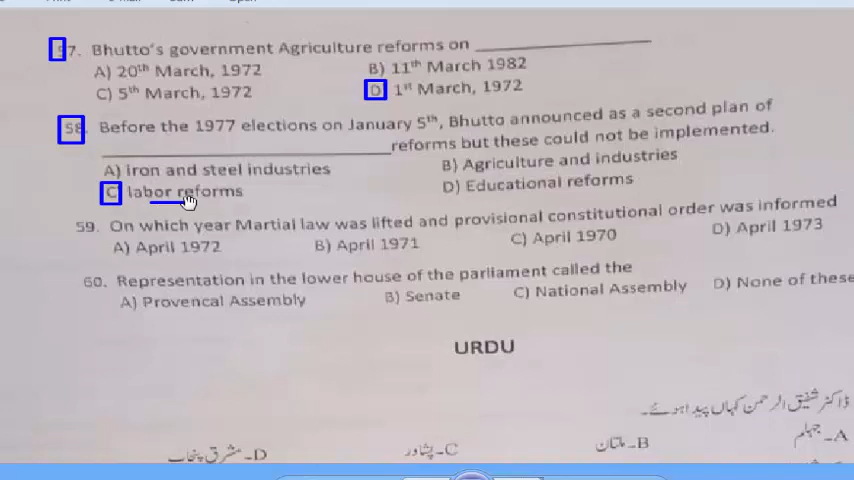 57. Bhutto's government Agriculture reforms on ____________
A) 20th March, 1972 B) 11th March 1982
C) 5th March, 1972 D) 1st March, 1972
58. Before the 1977 elections on January 5th, Bhutto announced as a second plan of
____________ reforms but these could not be implemented.
A) iron and steel industries B) Agriculture and industries
C) labor reforms D) Educational reforms
59. On which year Martial law was lifted and provisional constitutional order was informed
A) April 1972 B) April 1971 C) April 1970 D) April 1973
60. Representation in the lower house of the parliament called the
A) Provencal Assembly B) Senate C) National Assembly D) None of these
URDU
ڈاکٹر شفیق الرحمن کہاں پیدا ہوئے۔
A۔ جہلم B۔ ملتان C۔ پشاور D۔ مشرقی پنجاب